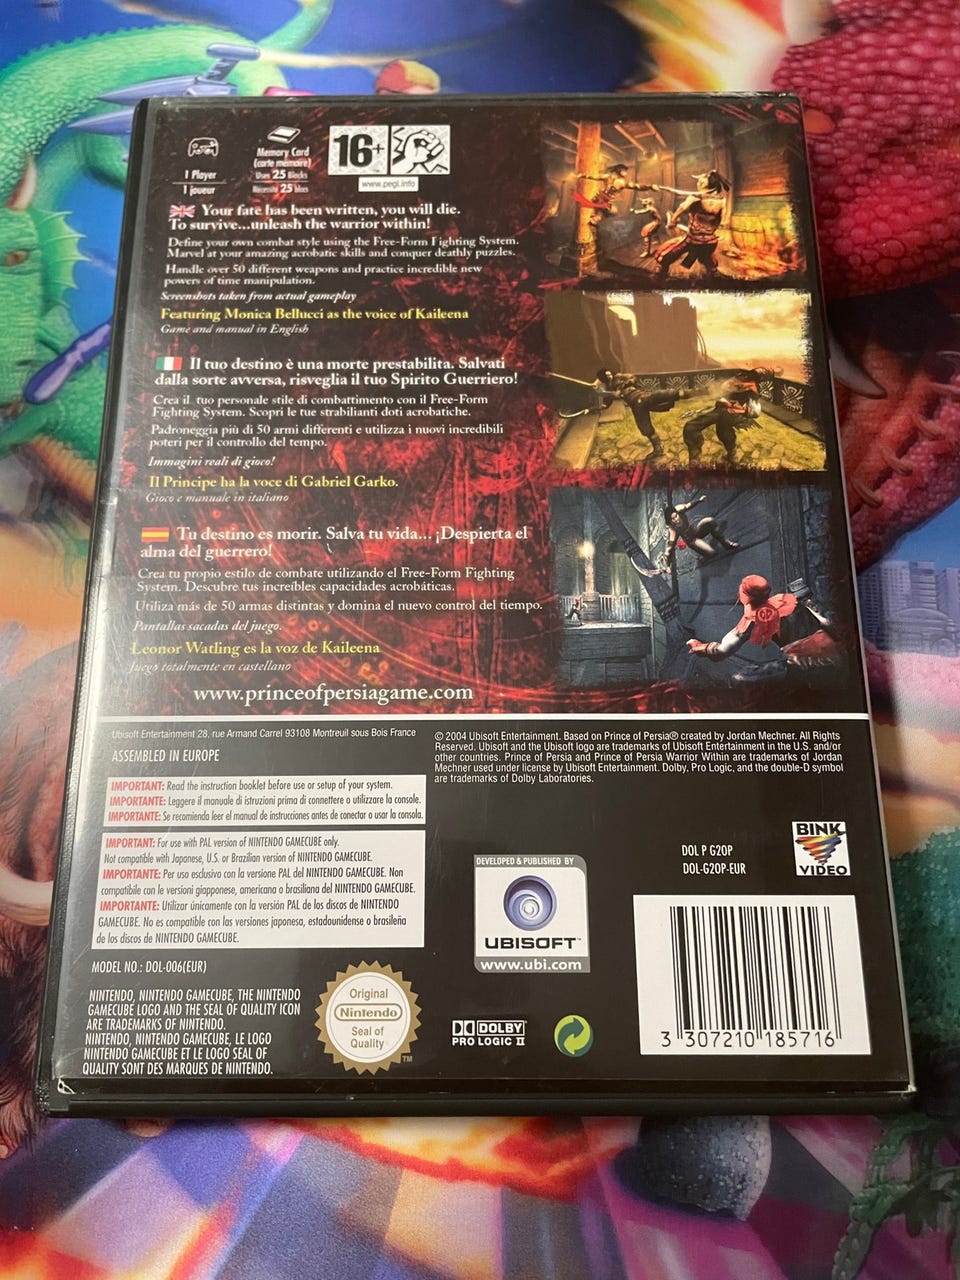 1 Player
1 joueur
Memory Card
(carte mémoire)
Uses 25 Blocks
Nécessite 25 blocs
16+
www.pegi.info
Your fate has been written, you will die.
To survive...unleash the warrior within!
Define your own combat style using the Free-Form Fighting System.
Marvel at your amazing acrobatic skills and conquer deathly puzzles.
Handle over 50 different weapons and practice incredible new
powers of time manipulation.
Screenshots taken from actual gameplay
Featuring Monica Bellucci as the voice of Kaileena
Game and manual in English
Il tuo destino è una morte prestabilita. Salvati
dalla sorte avversa, risveglia il tuo Spirito Guerriero!
Crea il tuo personale stile di combattimento con il Free-Form
Fighting System. Scopri le tue strabilianti doti acrobatiche.
Padroneggia più di 50 armi differenti e utilizza i nuovi incredibili
poteri per il controllo del tempo.
Immagini reali di gioco!
Il Principe ha la voce di Gabriel Garko.
Gioco e manuale in italiano
Tu destino es morir. Salva tu vida... ¡Despierta el
alma del guerrero!
Crea tu propio estilo de combate utilizando el Free-Form Fighting
System. Descubre tus increíbles capacidades acrobáticas.
Utiliza más de 50 armas distintas y domina el nuevo control del tiempo.
Pantallas sacadas del juego.
Leonor Watling es la voz de Kaileena
Juego totalmente en castellano
www.princeofpersiagame.com
Ubisoft Entertainment 28, rue Armand Carrel 93108 Montreuil sous Bois France
ASSEMBLED IN EUROPE
© 2004 Ubisoft Entertainment. Based on Prince of Persia® created by Jordan Mechner. All Rights
Reserved. Ubisoft and the Ubisoft logo are trademarks of Ubisoft Entertainment in the U.S. and/or
other countries. Prince of Persia and Prince of Persia Warrior Within are trademarks of Jordan
Mechner used under license by Ubisoft Entertainment. Dolby, Pro Logic, and the double-D symbol
are trademarks of Dolby Laboratories.
IMPORTANT: Read the instruction booklet before use or setup of your system.
IMPORTANTE: Leggere il manuale di istruzioni prima di connettere o utilizzare la console.
IMPORTANTE: Se recomienda leer el manual de instrucciones antes de conectar o usar la consola.
IMPORTANT: For use with PAL version of NINTENDO GAMECUBE only.
Not compatible with Japanese, U.S. or Brazilian version of NINTENDO GAMECUBE.
IMPORTANTE: Per uso esclusivo con la versione PAL del NINTENDO GAMECUBE. Non
compatibile con le versioni giapponese, americana o brasiliana del NINTENDO GAMECUBE.
IMPORTANTE: Utilizar únicamente con la versión PAL de los discos de NINTENDO
GAMECUBE. No es compatible con las versiones japonesa, estadounidense o brasileña
de los discos de NINTENDO GAMECUBE.
MODEL NO.: DOL-006(EUR)
NINTENDO, NINTENDO GAMECUBE, THE NINTENDO
GAMECUBE LOGO AND THE SEAL OF QUALITY ICON
ARE TRADEMARKS OF NINTENDO.
NINTENDO, NINTENDO GAMECUBE, LE LOGO
NINTENDO GAMECUBE ET LE LOGO SEAL OF
QUALITY SONT DES MARQUES DE NINTENDO.
Original
Nintendo
Seal of
Quality
TM
DEVELOPED & PUBLISHED BY
UBISOFT™
www.ubi.com
DOLBY
PRO LOGIC II
DOL P G2OP
DOL-G2OP-EUR
BINK
VIDEO
3 307210 185716